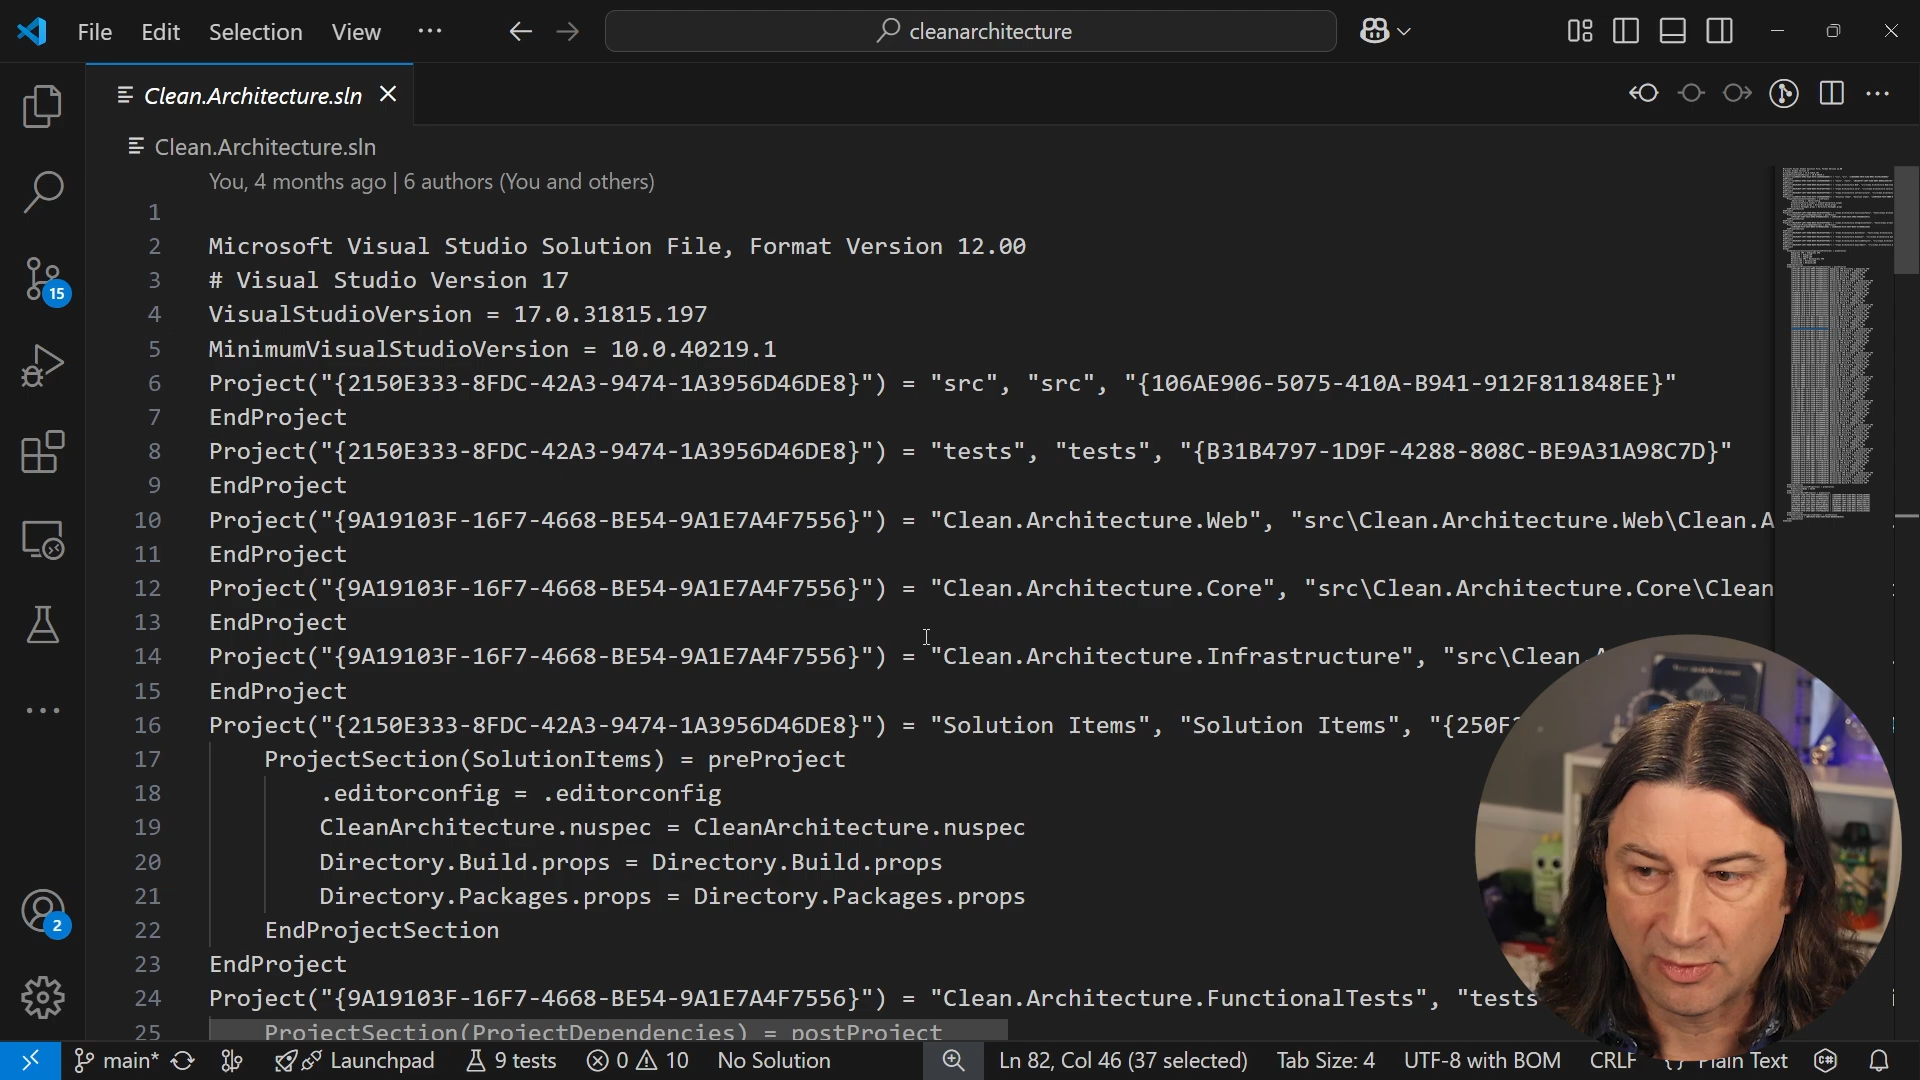 File Edit Selection View ··· cleanarchitecture
Clean.Architecture.sln
Clean.Architecture.sln
You, 4 months ago | 6 authors (You and others)
1
2 Microsoft Visual Studio Solution File, Format Version 12.00
3 # Visual Studio Version 17
4 VisualStudioVersion = 17.0.31815.197
5 MinimumVisualStudioVersion = 10.0.40219.1
6 Project("{2150E333-8FDC-42A3-9474-1A3956D46DE8}") = "src", "src", "{106AE906-5075-410A-B941-912F811848EE}"
7 EndProject
8 Project("{2150E333-8FDC-42A3-9474-1A3956D46DE8}") = "tests", "tests", "{B31B4797-1D9F-4288-808C-BE9A31A98C7D}"
9 EndProject
10 Project("{9A19103F-16F7-4668-BE54-9A1E7A4F7556}") = "Clean.Architecture.Web", "src\Clean.Architecture.Web\Clean.A
11 EndProject
12 Project("{9A19103F-16F7-4668-BE54-9A1E7A4F7556}") = "Clean.Architecture.Core", "src\Clean.Architecture.Core\Clean
13 EndProject
14 Project("{9A19103F-16F7-4668-BE54-9A1E7A4F7556}") = "Clean.Architecture.Infrastructure", "src\Clean.
15 EndProject
16 Project("{2150E333-8FDC-42A3-9474-1A3956D46DE8}") = "Solution Items", "Solution Items", "{250F
17 ProjectSection(SolutionItems) = preProject
18 .editorconfig = .editorconfig
19 CleanArchitecture.nuspec = CleanArchitecture.nuspec
20 Directory.Build.props = Directory.Build.props
21 Directory.Packages.props = Directory.Packages.props
22 EndProjectSection
23 EndProject
24 Project("{9A19103F-16F7-4668-BE54-9A1E7A4F7556}") = "Clean.Architecture.FunctionalTests", "tests
25 ProjectSection(ProjectDependencies) = postProject
15
2
main* Launchpad 9 tests 0 10 No Solution Ln 82, Col 46 (37 selected) Tab Size: 4 UTF-8 with BOM CRLF {} Plain Text